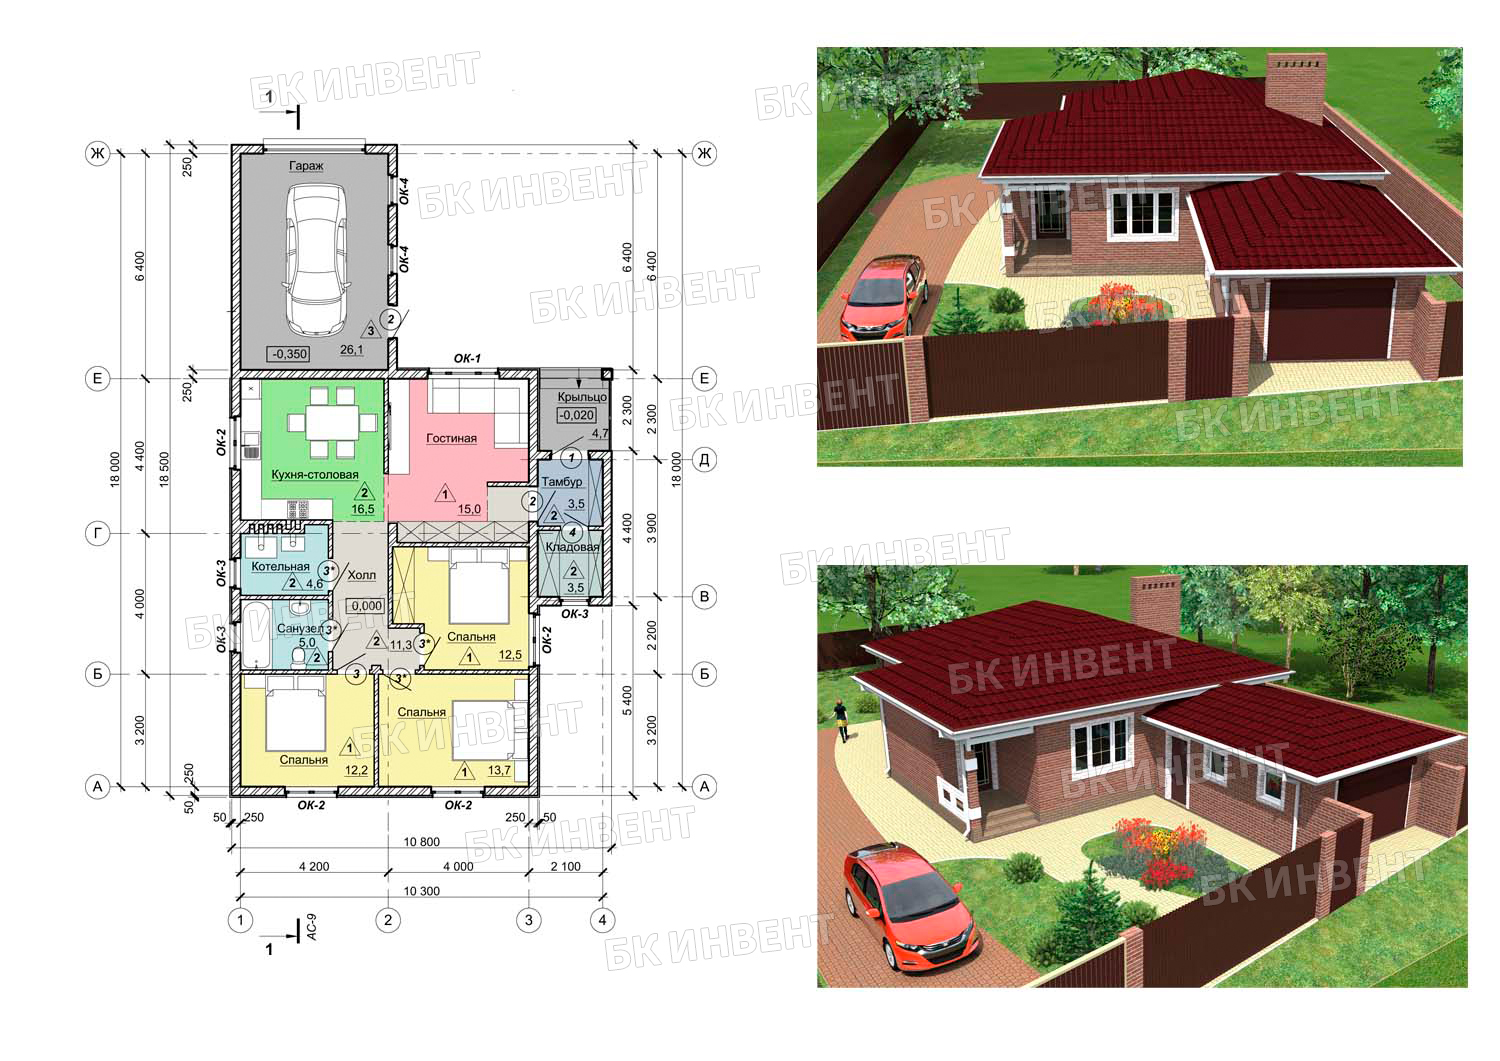 БК ИНВЕНТ
БК ИНВЕНТ
1
Ж
Ж
250
Гараж
ОК-4
БК ИНВЕНТ
БК ИНВЕНТ
ОК-4
6 400
6 400
6 400
БК ИНВЕНТ
БК ИНВЕНТ
2
3
-0,350
26,1
ОК-1
Е
Е
250
Крыльцо
-0,020
4,7
2 300
2 300
БК ИНВЕНТ
БК ИНВЕНТ
ОК-2
Гостиная
4 400
18 000
18 500
18 000
1
Д
Кухня-столовая
2
16,5
1
15,0
2
Тамбур
3,5
2
4
Г
Кладовая
2
3,5
4 400
3 900
БК ИНВЕНТ
ОК-3
Котельная
2
4,6
3*
Холл
0,000
В
ОК-3
4 000
БК ИНВЕНТ
ОК-3
Санузел
5,0
2
3*
2
11,3
3*
Спальня
1
12,5
ОК-2
2 200
БК ИНВЕНТ
БК ИНВЕНТ
Б
Б
3
3*
5 400
3 200
3 200
Спальня
1
12,2
Спальня
1
13,7
БК ИНВЕНТ
БК ИНВЕНТ
250
А
А
50
ОК-2
ОК-2
50
250
250
50
БК ИНВЕНТ
БК ИНВЕНТ
10 800
4 200
4 000
2 100
10 300
1
2
3
4
1
АС-9
БК ИНВЕНТ